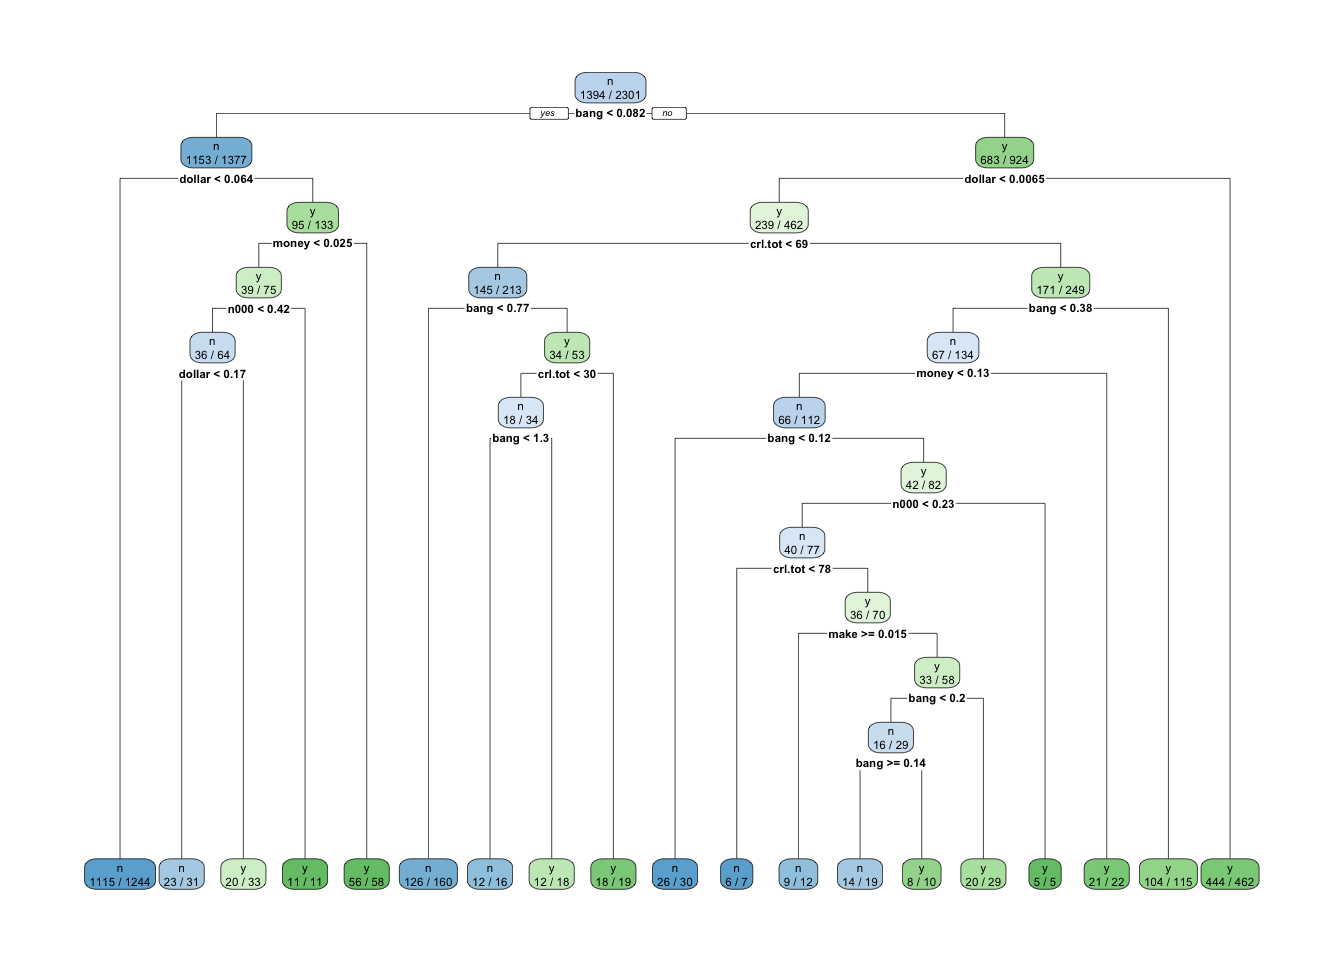 n
1394 / 2301
yes bang < 0.082 no
n
1153 / 1377
y
683 / 924
dollar < 0.064
dollar < 0.0065
y
95 / 133
y
239 / 462
money < 0.025
crl.tot < 69
y
39 / 75
n
145 / 213
y
171 / 249
n000 < 0.42
bang < 0.77
bang < 0.38
n
36 / 64
y
34 / 53
n
67 / 134
dollar < 0.17
crl.tot < 30
money < 0.13
n
18 / 34
n
66 / 112
bang < 1.3
bang < 0.12
y
42 / 82
n000 < 0.23
n
40 / 77
crl.tot < 78
y
36 / 70
make >= 0.015
y
33 / 58
bang < 0.2
n
16 / 29
bang >= 0.14
n
1115 / 1244
n
23 / 31
y
20 / 33
y
11 / 11
y
56 / 58
n
126 / 160
n
12 / 16
y
12 / 18
y
18 / 19
n
26 / 30
n
6 / 7
n
9 / 12
n
14 / 19
y
8 / 10
y
20 / 29
y
5 / 5
y
21 / 22
y
104 / 115
y
444 / 462